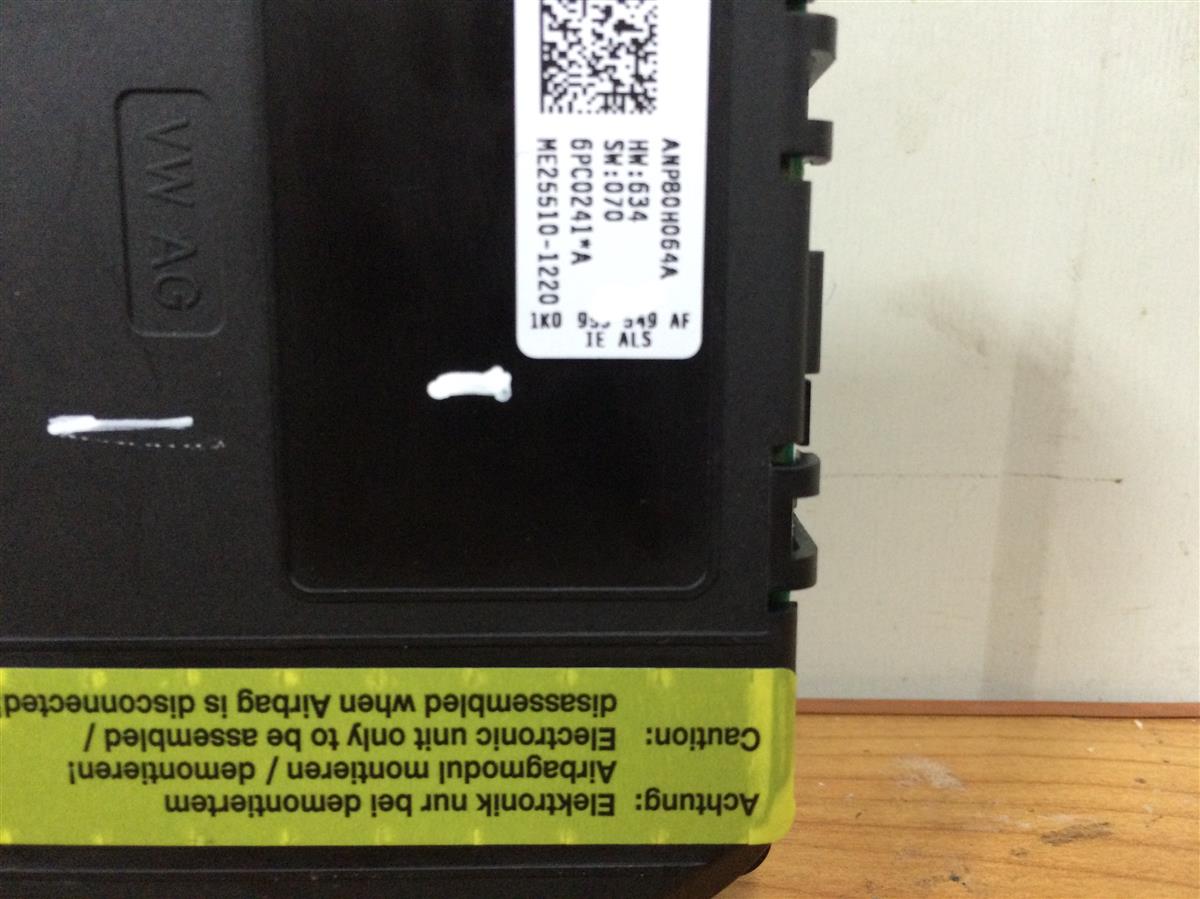 VW AG
ANPB0H064A
HW:634
SW:070
6PC0241*A
ME25510-1220
1K0 AF
IE ALS
Achtung: Elektronik nur bei demontiertem
Airbagmodul montieren / demontieren!
Caution: Electronic unit only to be assembled /
disassembled when Airbag is disconnected!